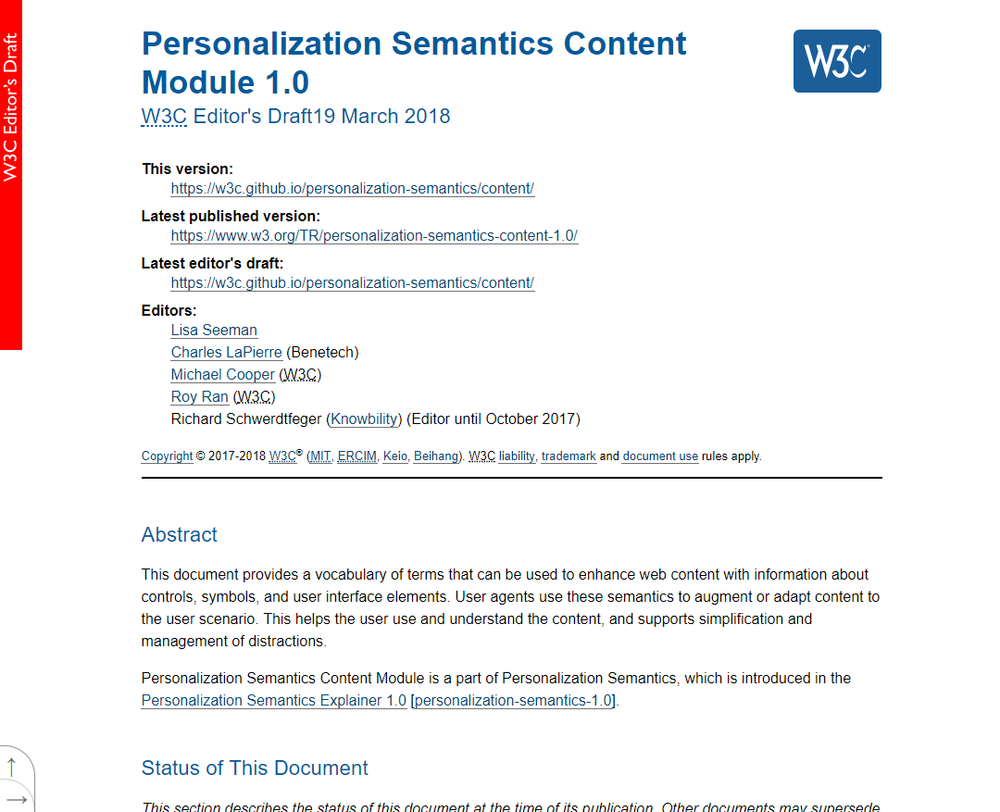 W3C Editor's Draft
Personalization Semantics Content
Module 1.0
W3C
W3C Editor's Draft19 March 2018
This version:
https://w3c.github.io/personalization-semantics/content/
Latest published version:
https://www.w3.org/TR/personalization-semantics-content-1.0/
Latest editor's draft:
https://w3c.github.io/personalization-semantics/content/
Editors:
Lisa Seeman
Charles LaPierre (Benetech)
Michael Cooper (W3C)
Roy Ran (W3C)
Richard Schwerdtfeger (Knowbility) (Editor until October 2017)
Copyright © 2017-2018 W3C® (MIT, ERCIM, Keio, Beihang). W3C liability, trademark and document use rules apply.
Abstract
This document provides a vocabulary of terms that can be used to enhance web content with information about
controls, symbols, and user interface elements. User agents use these semantics to augment or adapt content to
the user scenario. This helps the user use and understand the content, and supports simplification and
management of distractions.
Personalization Semantics Content Module is a part of Personalization Semantics, which is introduced in the
Personalization Semantics Explainer 1.0 [personalization-semantics-1.0].
Status of This Document
This section describes the status of this document at the time of its publication. Other documents may supersede